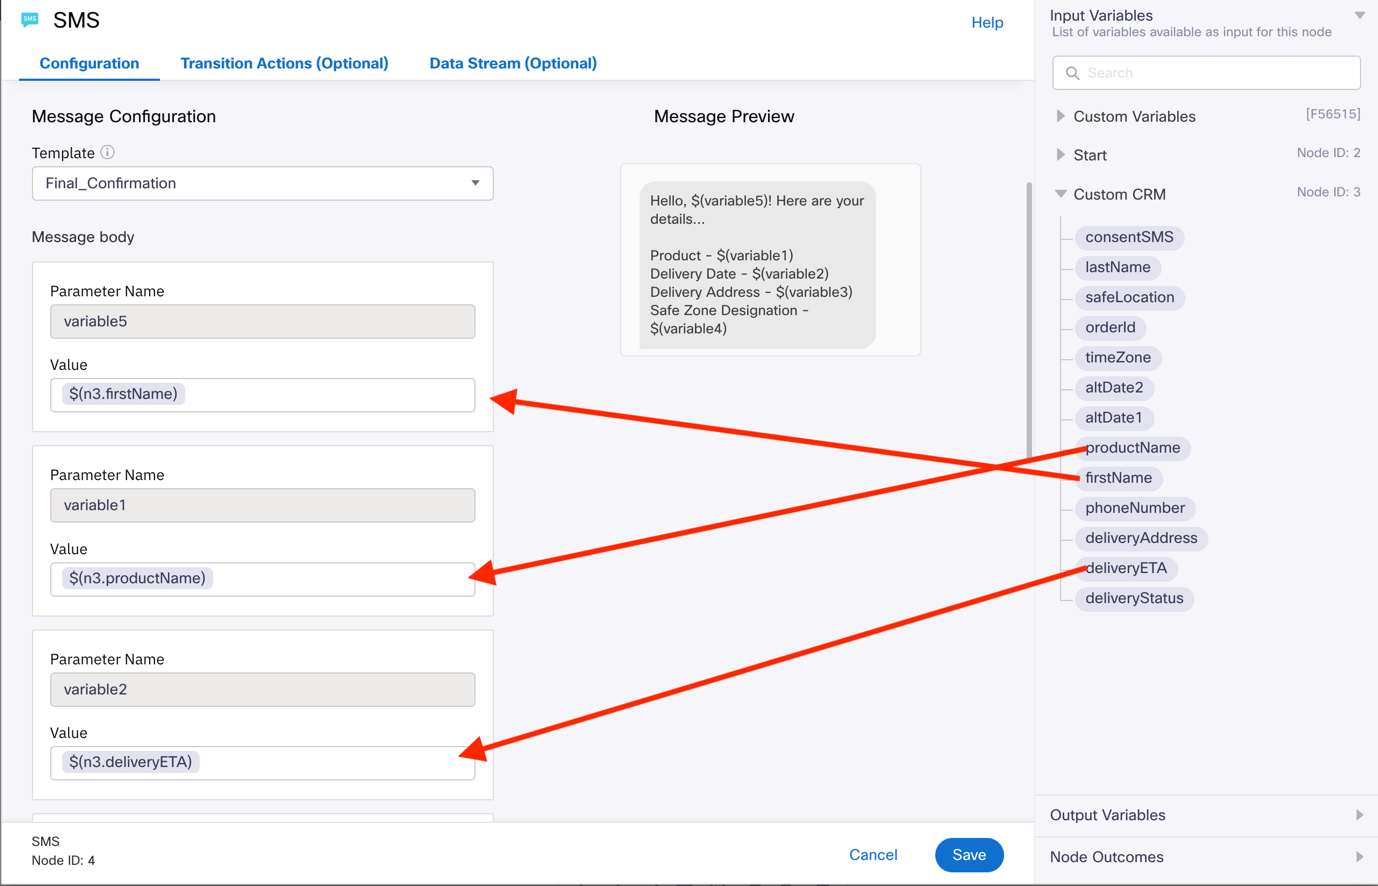 SMS
SMS
Help
Configuration
Transition Actions (Optional)
Data Stream (Optional)
Message Configuration
Template
Final_Confirmation
Message body
Parameter Name
variable5
Value
$(n3.firstName)
Parameter Name
variable1
Value
$(n3.productName)
Parameter Name
variable2
Value
$(n3.deliveryETA)
Message Preview
Hello, $(variable5)! Here are your
details...
Product - $(variable1)
Delivery Date - $(variable2)
Delivery Address - $(variable3)
Safe Zone Designation -
$(variable4)
SMS
Node ID: 4
Cancel
Save
Input Variables
List of variables available as input for this node
Search
Custom Variables
[F56515]
Start
Node ID: 2
Custom CRM
Node ID: 3
consentSMS
lastName
safeLocation
orderId
timeZone
altDate2
altDate1
productName
firstName
phoneNumber
deliveryAddress
deliveryETA
deliveryStatus
Output Variables
Node Outcomes